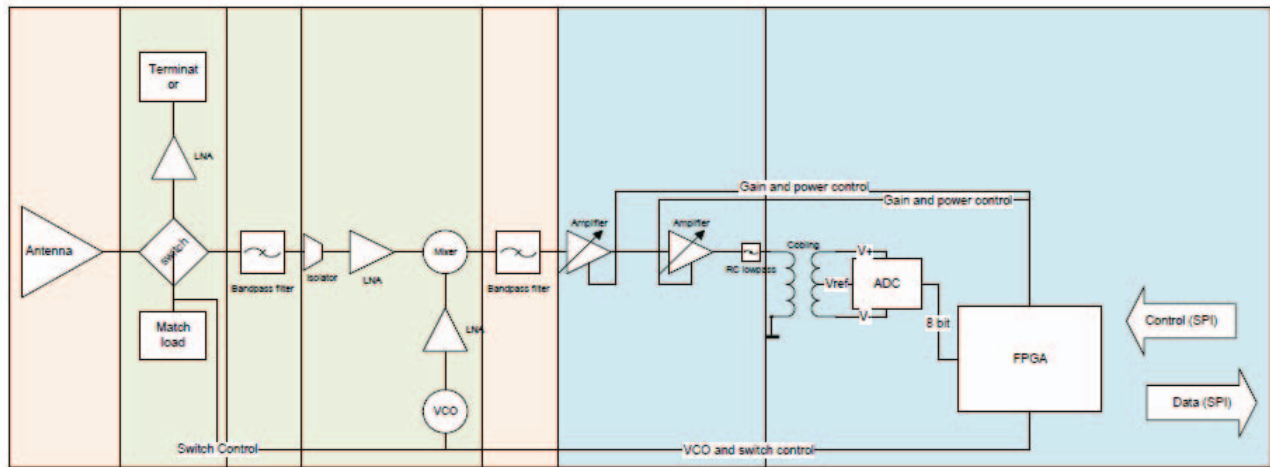 Terminat
or
LNA
Antenna
switch
Match
load
Switch Control
Bandpass filter
Isolator
LNA
Mixer
LNA
VCO
Bandpass filter
Amplifier
Amplifier
Gain and power control
Gain and power control
RC lowpass
Cobling
V+
Vref
V-
ADC
8 bit
FPGA
VCO and switch control
Control (SPI)
Data (SPI)